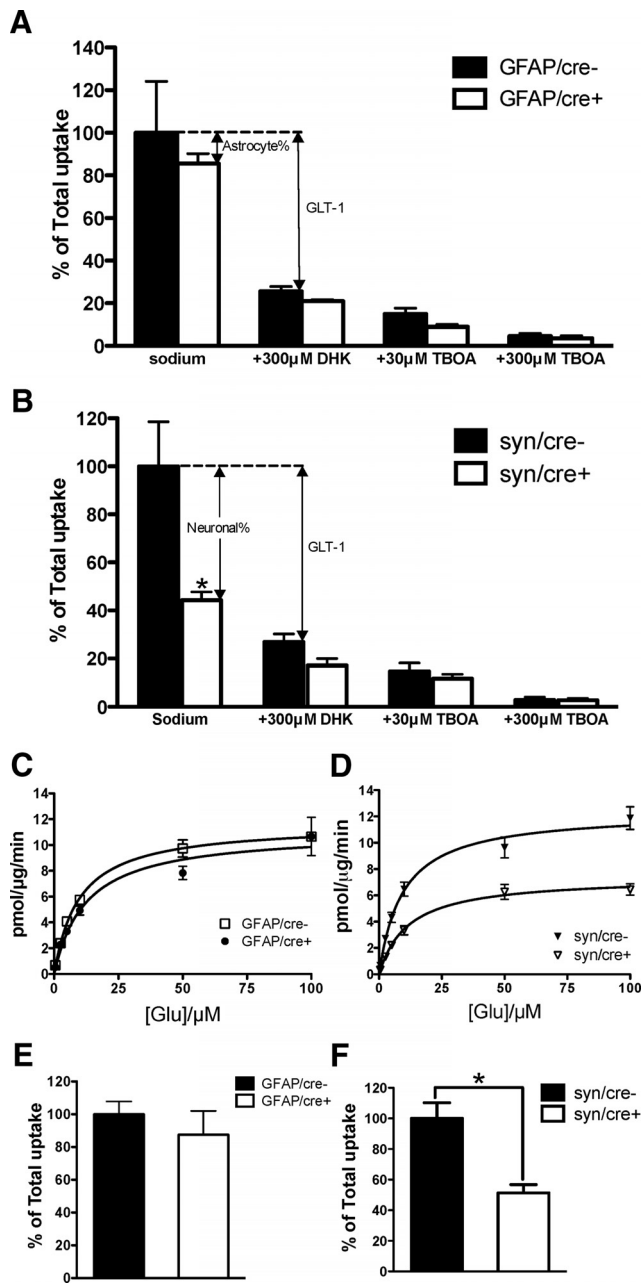 A
GFAP/cre-
GFAP/cre+
% of Total uptake
140
120
100
80
60
40
20
0
Astrocyte%
GLT-1
sodium +300µM DHK +30µM TBOA +300µM TBOA
B
syn/cre-
syn/cre+
% of Total uptake
120
100
80
60
40
20
0
Neuronal%
GLT-1
*
Sodium +300µM DHK +30µM TBOA +300µM TBOA
C
pmol/µg/min
14
12
10
8
6
4
2
0
GFAP/cre-
GFAP/cre+
0 25 50 75 100
[Glu]/µM
D
pmol/µg/min
14
12
10
8
6
4
2
0
syn/cre-
syn/cre+
0 25 50 75 100
[Glu]/µM
E
GFAP/cre-
GFAP/cre+
% of Total uptake
120
100
80
60
40
20
0
F
syn/cre-
syn/cre+
*
% of Total uptake
120
100
80
60
40
20
0